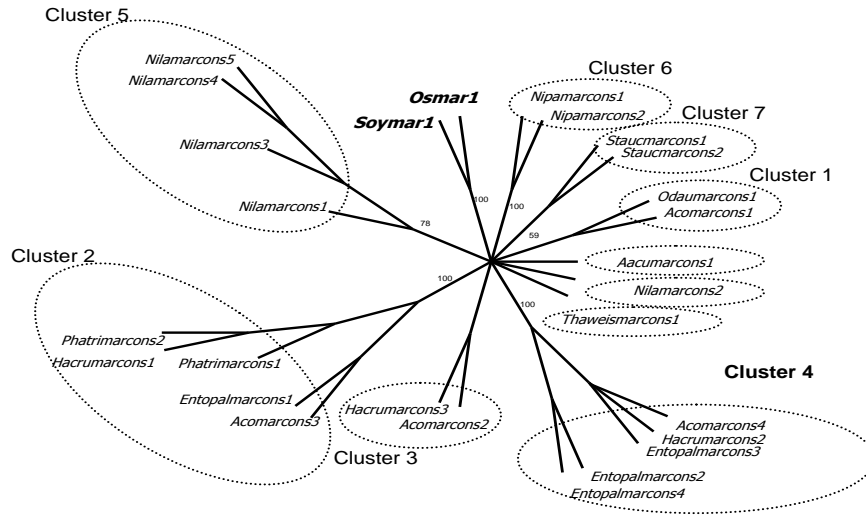 Cluster 5
Nilamarcons5
Nilamarcons4
Nilamarcons3
Nilamarcons1
78
Osmar1
Soymar1
100
Cluster 6
Nipamarcons1
Nipamarcons2
100
Cluster 7
Staucmarcons1
Staucmarcons2
Cluster 1
Odaumarcons1
Acomarcons1
59
Aacumarcons1
Nilamarcons2
Thaweismarcons1
100
Cluster 2
100
Phatrimarcons2
Hacrumarcons1
Phatrimarcons1
Entopalmarcons1
Acomarcons3
Hacrumarcons3
Acomarcons2
Cluster 3
Cluster 4
Acomarcons4
Hacrumarcons2
Entopalmarcons3
Entopalmarcons2
Entopalmarcons4